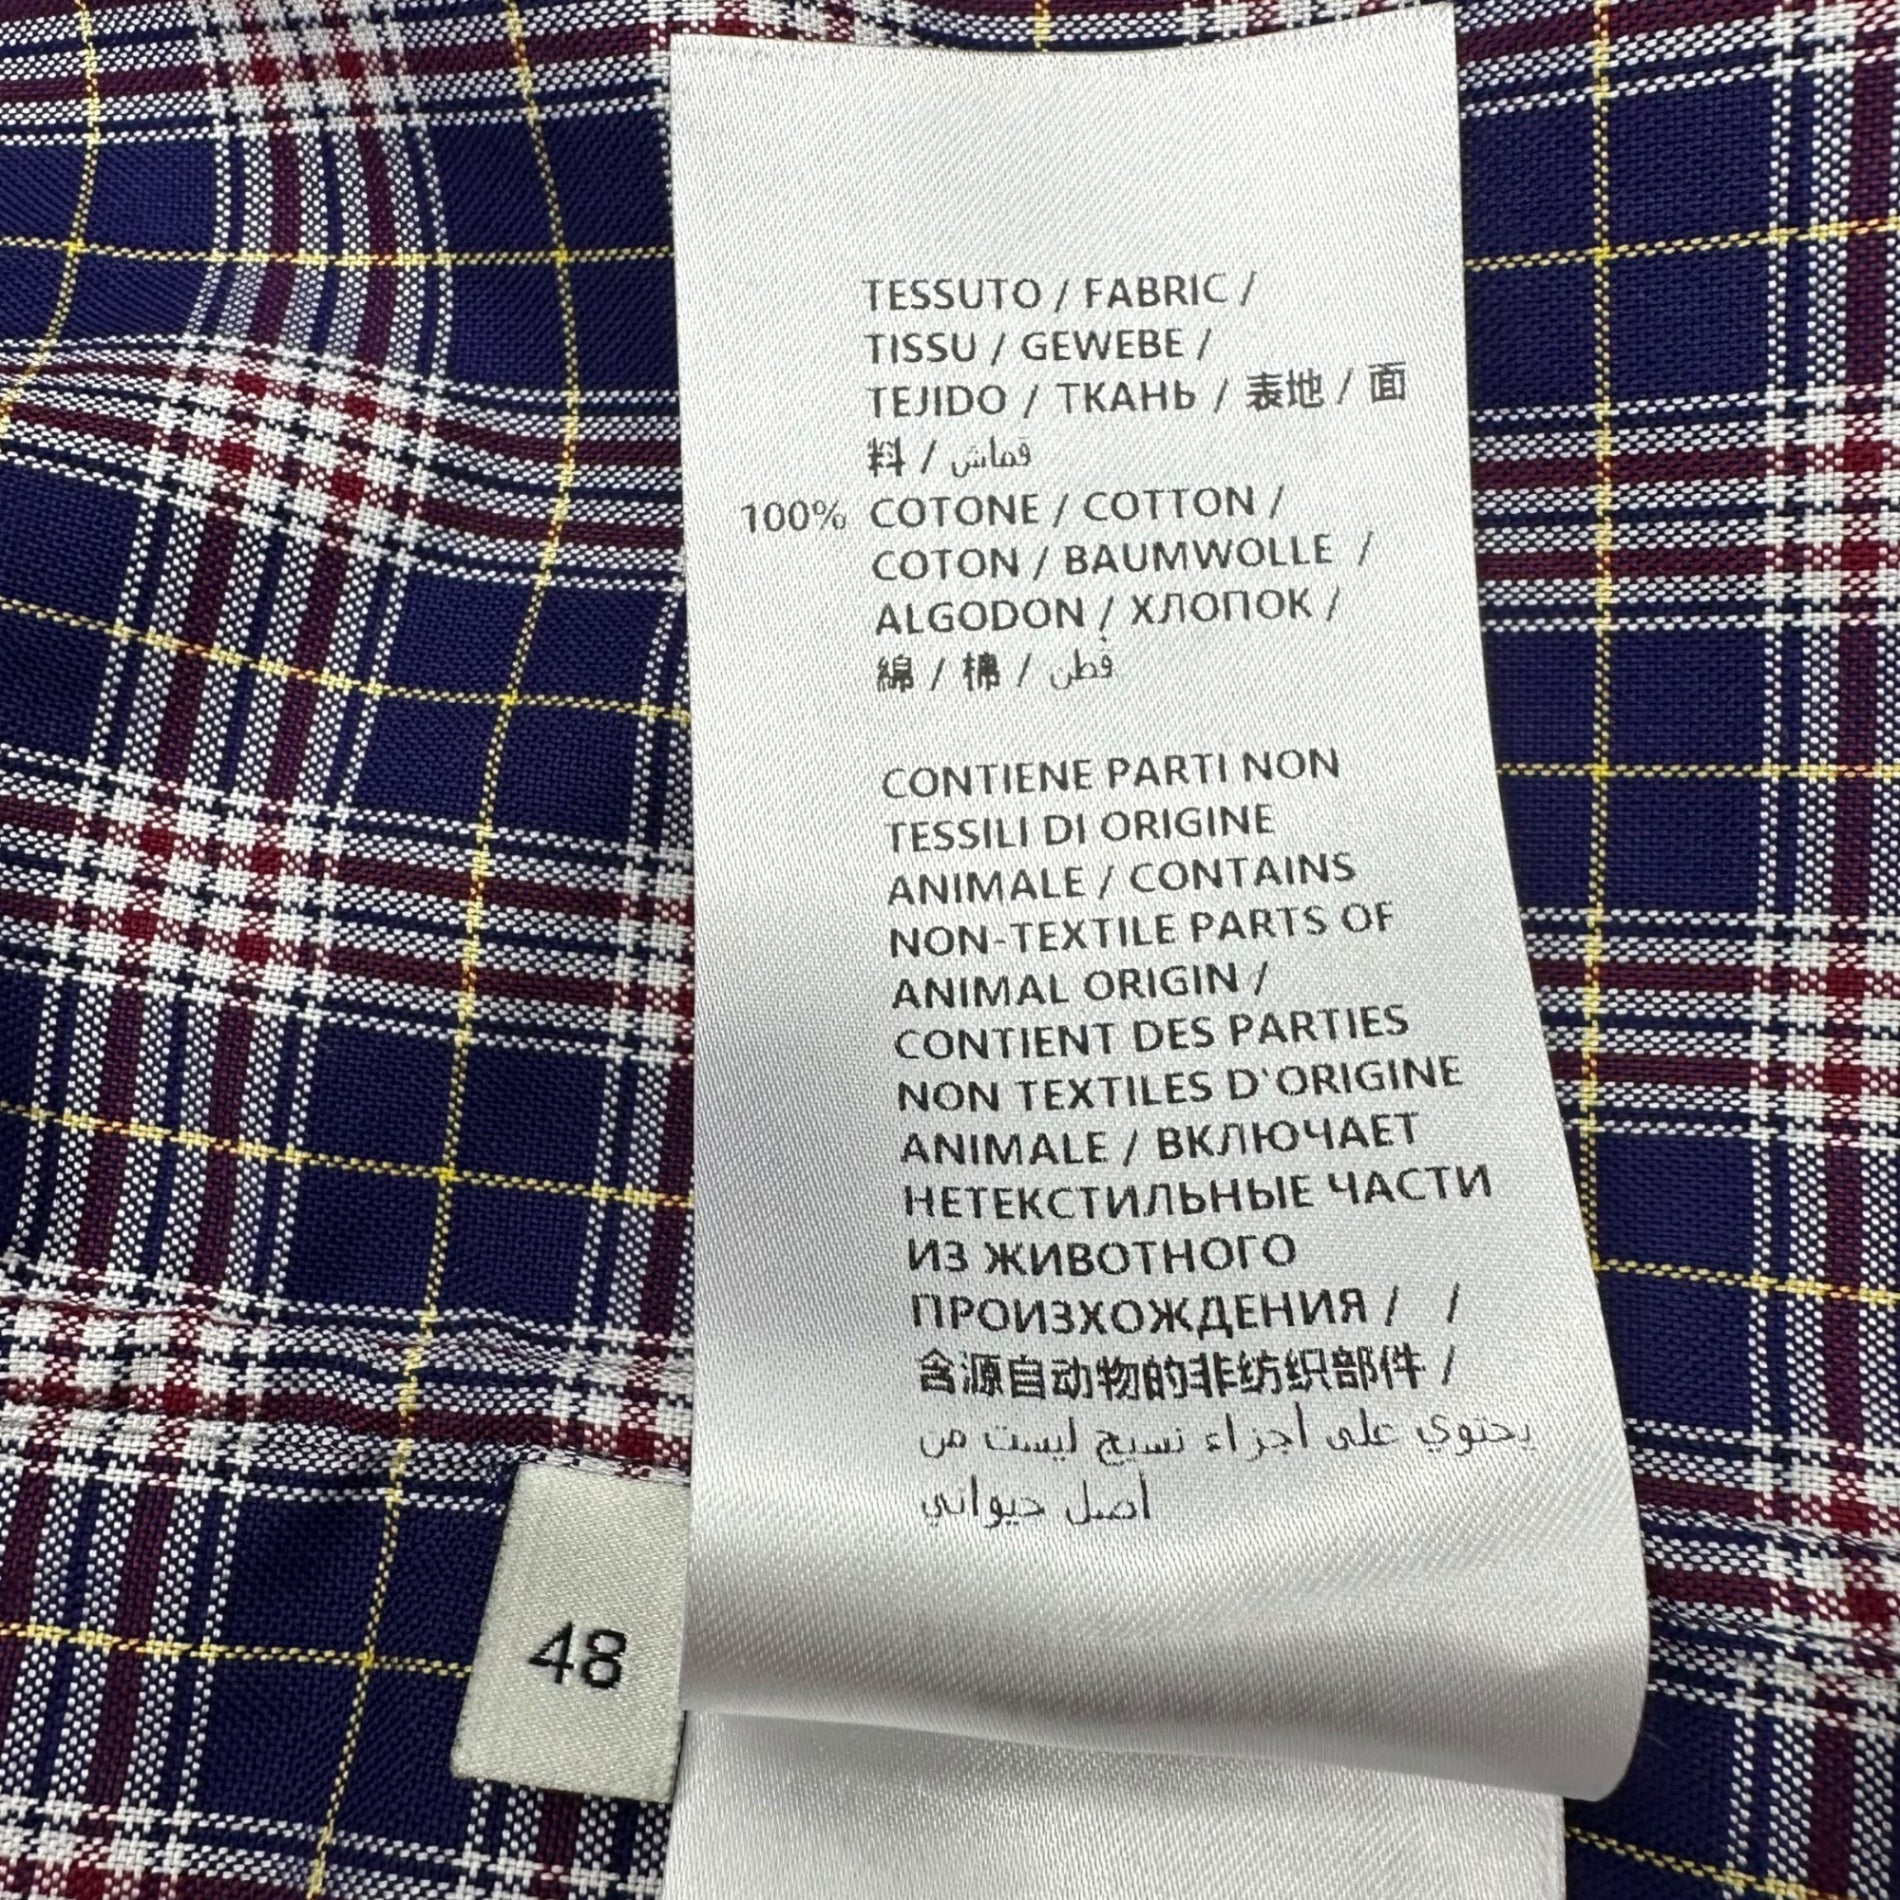 TESSUTO / FABRIC /
TISSU / GEWEBE /
TEJIDO / ТКАНЬ / 表地 / 面
料 / قماش
100% COTONE / COTTON /
COTON / BAUMWOLLE /
ALGODON / ХЛОПОК /
綿 / 棉 / قطن
CONTIENE PARTI NON
TESSILI DI ORIGINE
ANIMALE / CONTAINS
NON-TEXTILE PARTS OF
ANIMAL ORIGIN /
CONTIENT DES PARTIES
NON TEXTILES D`ORIGINE
ANIMALE / ВКЛЮЧАЕТ
НЕТЕКСТИЛЬНЫЕ ЧАСТИ
ИЗ ЖИВОТНОГО
ПРОИЗХОЖДЕНИЯ / /
含源自动物的非纺织部件 /
يحتوي على أجزاء نسيج ليست من
أصل حيواني
48